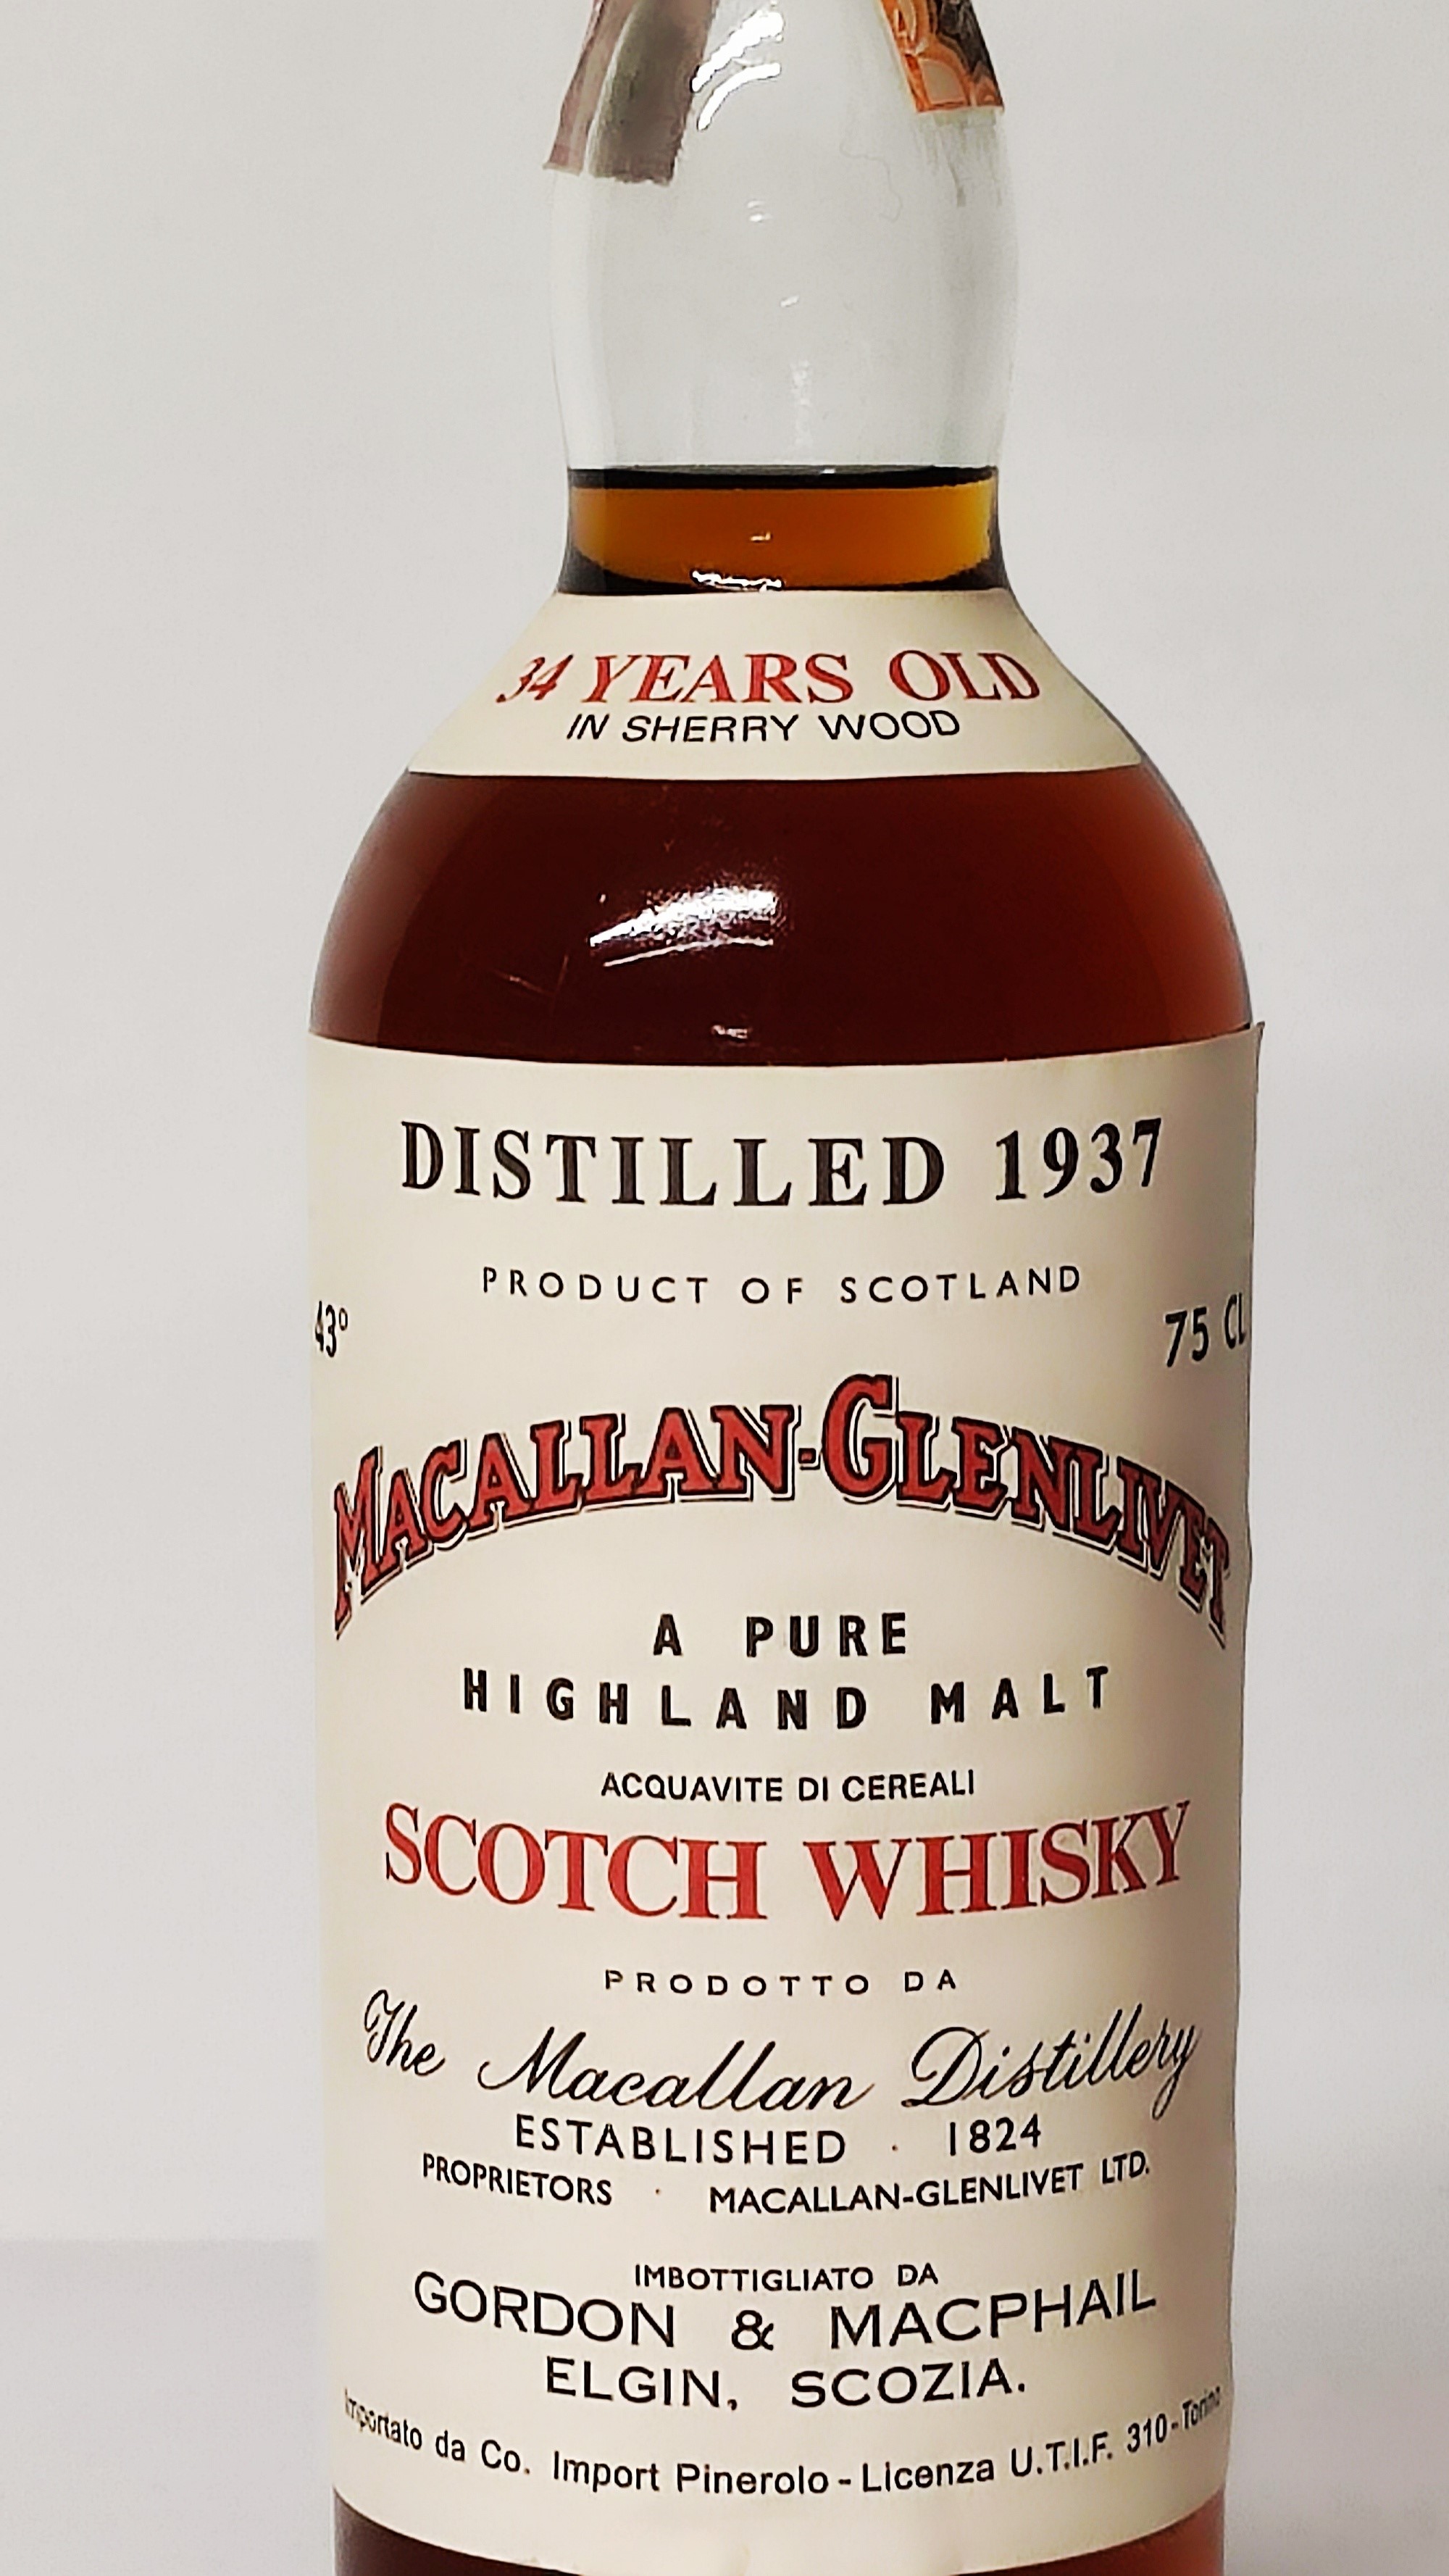 34 YEARS OLD
IN SHERRY WOOD
DISTILLED 1937
PRODUCT OF SCOTLAND
43º 75 CL
MACALLAN-GLENLIVET
A PURE
HIGHLAND MALT
ACQUAVITE DI CEREALI
SCOTCH WHISKY
PRODOTTO DA
The Macallan Distillery
ESTABLISHED · 1824
PROPRIETORS · MACALLAN-GLENLIVET LTD.
IMBOTTIGLIATO DA
GORDON & MACPHAIL
ELGIN, SCOZIA.
Importato da Co. Import Pinerolo - Licenza U.T.I.F. 310 - Torino